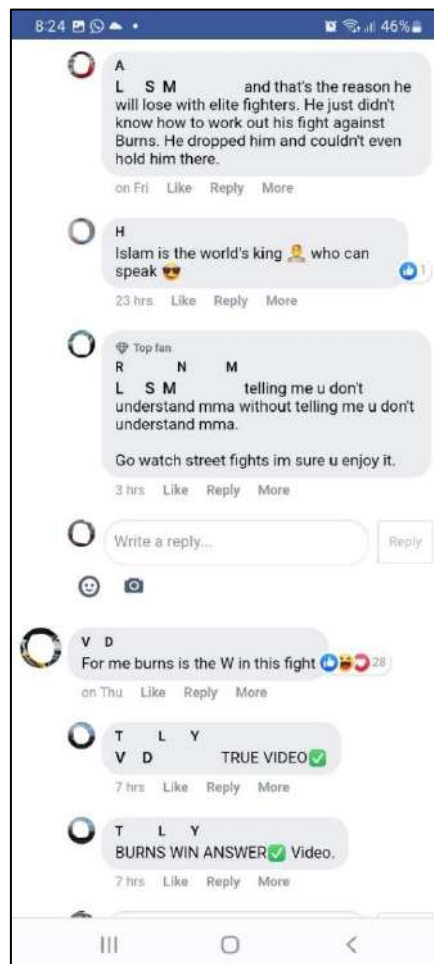 8:24
46%
A
L S M and that's the reason he
will lose with elite fighters. He just didn't
know how to work out his fight against
Burns. He dropped him and couldn't even
hold him there.
on Fri Like Reply More
H
Islam is the world's king 🤴 who can
speak 😎
1
23 hrs Like Reply More
Top fan
R N M
L S M telling me u don't
understand mma without telling me u don't
understand mma.
Go watch street fights im sure u enjoy it.
3 hrs Like Reply More
Write a reply...
Reply
V D
For me burns is the W in this fight
28
on Thu Like Reply More
T L Y
V D TRUE VIDEO✅
7 hrs Like Reply More
T L Y
BURNS WIN ANSWER✅ Video.
7 hrs Like Reply More